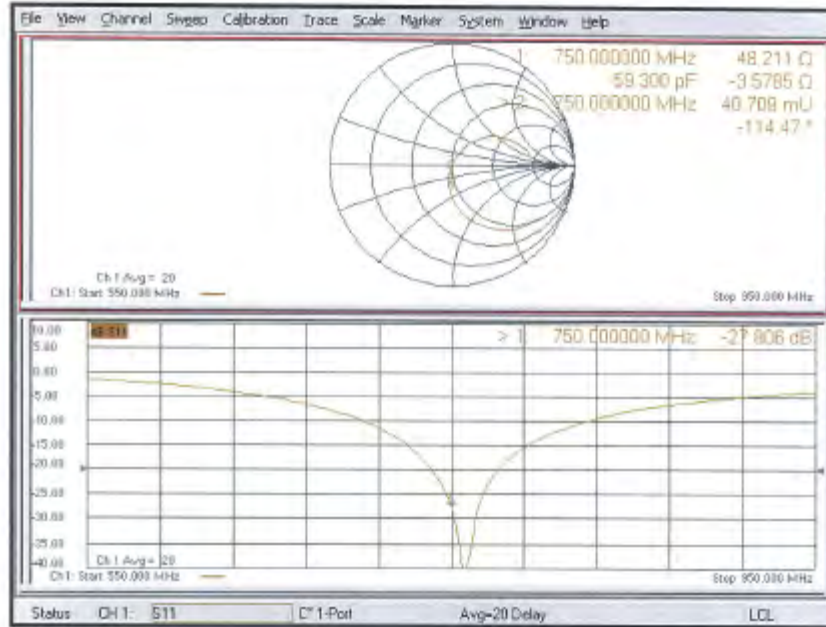 File View Channel Sweep Calibration Trace Scale Marker System Window Help
1: 750.000000 MHz 48.211 Ω
59.300 pF -3.5785 Ω
2: 750.000000 MHz 40.709 mU
-114.47 °
Ch 1 Avg = 20
Ch1: Start 550.000 MHz
Stop 950.000 MHz
10.00
5.00
0.00
-5.00
-10.00
-15.00
-20.00
-25.00
-30.00
-35.00
-40.00
S11
> 1: 750.000000 MHz -27.806 dB
Ch 1 Avg = 20
Ch1: Start 550.000 MHz
Stop 950.000 MHz
Status CH 1: S11 C* 1-Port Avg=20 Delay LCL